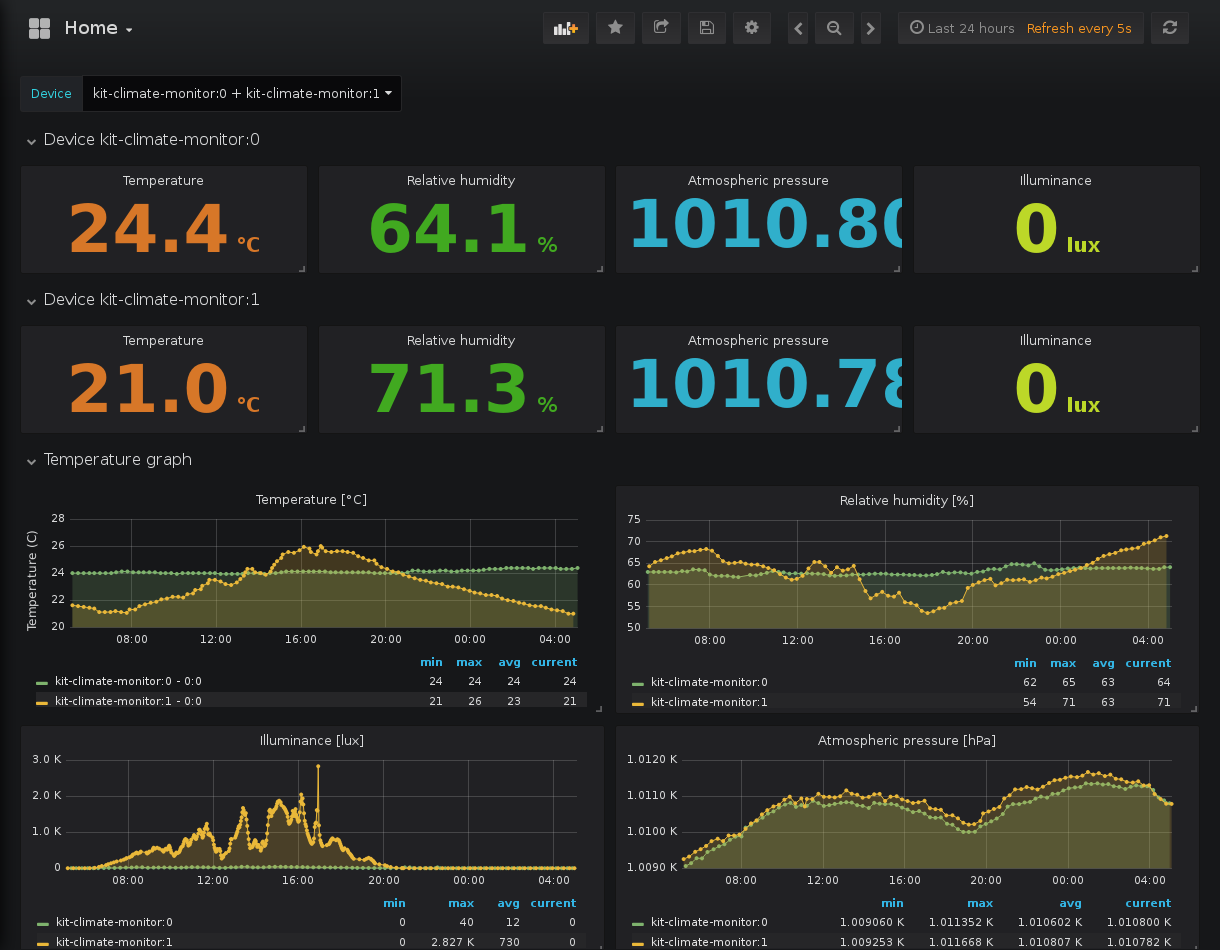 Home
Last 24 hours Refresh every 5s
Device kit-climate-monitor:0 + kit-climate-monitor:1
Device kit-climate-monitor:0
Temperature Relative humidity Atmospheric pressure Illuminance
24.4 °C 64.1 % 1010.80 0 lux
Device kit-climate-monitor:1
Temperature Relative humidity Atmospheric pressure Illuminance
21.0 °C 71.3 % 1010.78 0 lux
Temperature graph
Temperature [°C]
Temperature (C)
28
26
24
22
20
08:00 12:00 16:00 20:00 00:00 04:00
min max avg current
kit-climate-monitor:0 - 0:0 24 24 24 24
kit-climate-monitor:1 - 0:0 21 26 23 21
Relative humidity [%]
75
70
65
60
55
50
08:00 12:00 16:00 20:00 00:00 04:00
min max avg current
kit-climate-monitor:0 62 65 63 64
kit-climate-monitor:1 54 71 63 71
Illuminance [lux]
3.0 K
2.0 K
1.0 K
0
08:00 12:00 16:00 20:00 00:00 04:00
min max avg current
kit-climate-monitor:0 0 40 12 0
kit-climate-monitor:1 0 2.827 K 730 0
Atmospheric pressure [hPa]
1.0120 K
1.0110 K
1.0100 K
1.0090 K
08:00 12:00 16:00 20:00 00:00 04:00
min max avg current
kit-climate-monitor:0 1.009060 K 1.011352 K 1.010602 K 1.010800 K
kit-climate-monitor:1 1.009253 K 1.011668 K 1.010807 K 1.010782 K